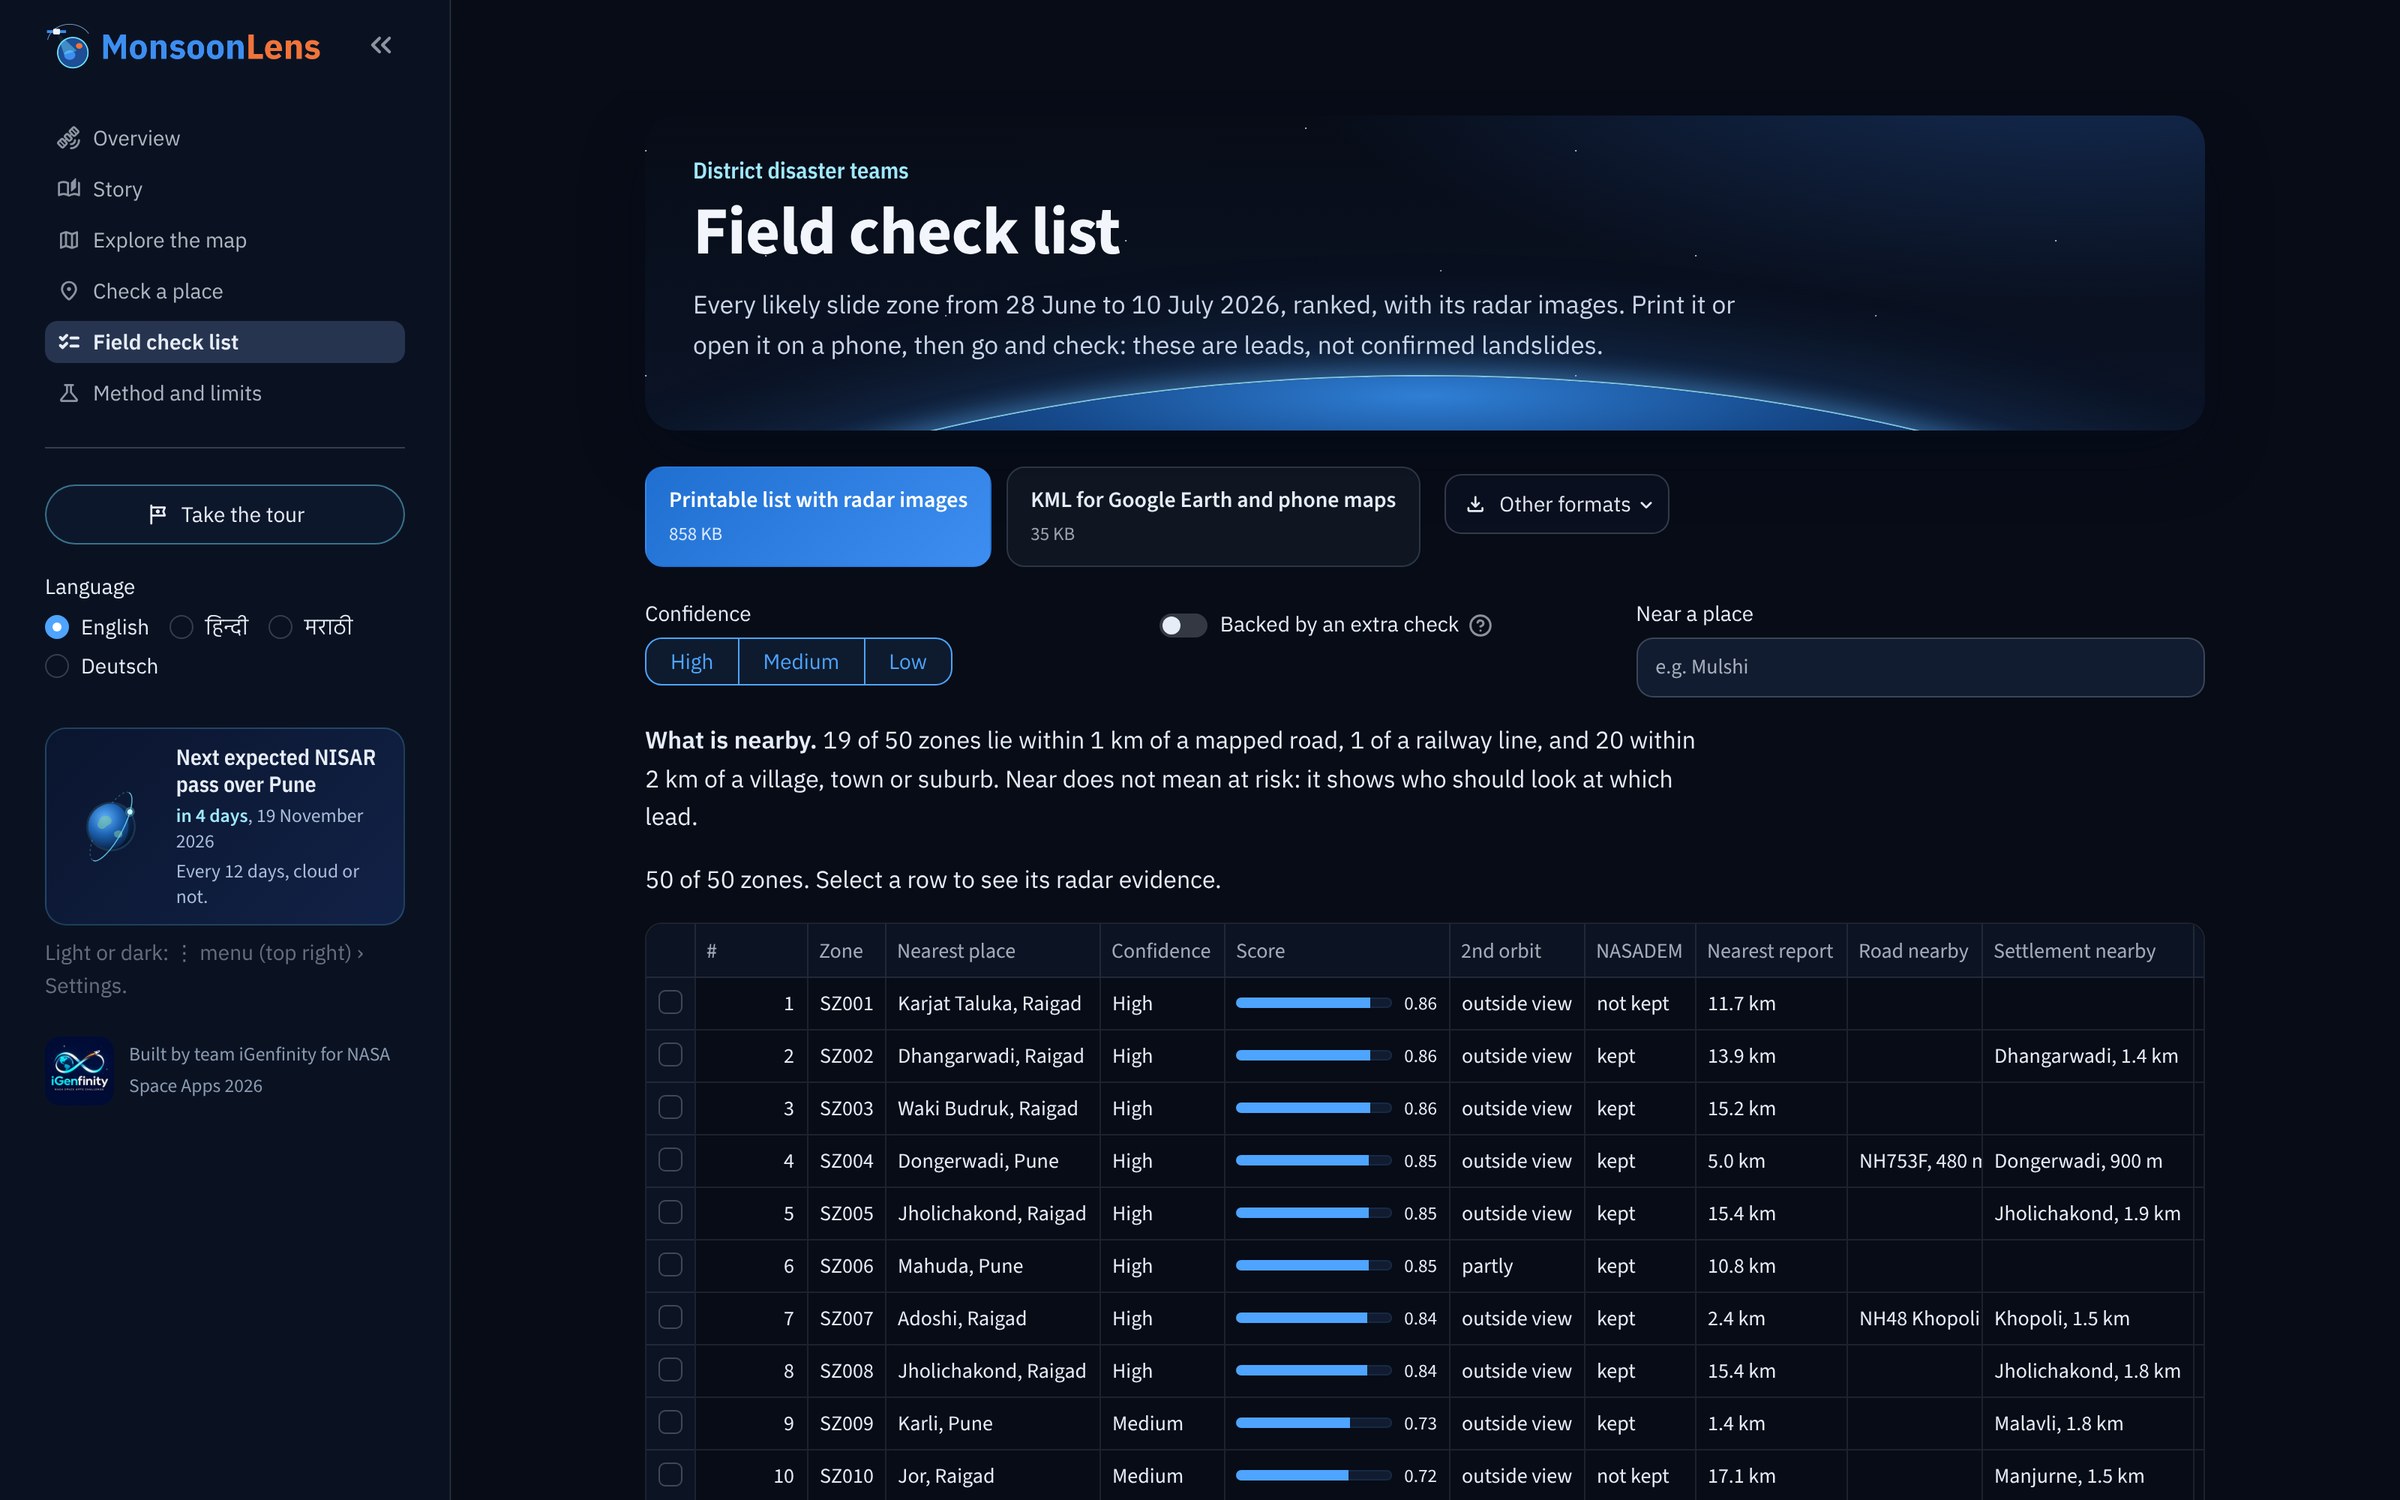 MonsoonLens
Overview
Story
Explore the map
Check a place
Field check list
Method and limits
Take the tour
Language
English
हिन्दी
मराठी
Deutsch
Next expected NISAR
pass over Pune
in 4 days, 19 November
2026
Every 12 days, cloud or
not.
Light or dark: ⋮ menu (top right) ›
Settings.
iGenfinity
Built by team iGenfinity for NASA
Space Apps 2026
District disaster teams
Field check list
Every likely slide zone from 28 June to 10 July 2026, ranked, with its radar images. Print it or
open it on a phone, then go and check: these are leads, not confirmed landslides.
Printable list with radar images
858 KB
KML for Google Earth and phone maps
35 KB
Other formats
Confidence
High Medium Low
Backed by an extra check
Near a place
e.g. Mulshi
What is nearby. 19 of 50 zones lie within 1 km of a mapped road, 1 of a railway line, and 20 within
2 km of a village, town or suburb. Near does not mean at risk: it shows who should look at which
lead.
50 of 50 zones. Select a row to see its radar evidence.
# Zone Nearest place Confidence Score 2nd orbit NASADEM Nearest report Road nearby Settlement nearby
1 SZ001 Karjat Taluka, Raigad High 0.86 outside view not kept 11.7 km
2 SZ002 Dhangarwadi, Raigad High 0.86 outside view kept 13.9 km Dhangarwadi, 1.4 km
3 SZ003 Waki Budruk, Raigad High 0.86 outside view kept 15.2 km
4 SZ004 Dongerwadi, Pune High 0.85 outside view kept 5.0 km NH753F, 480 m Dongerwadi, 900 m
5 SZ005 Jholichakond, Raigad High 0.85 outside view kept 15.4 km Jholichakond, 1.9 km
6 SZ006 Mahuda, Pune High 0.85 partly kept 10.8 km
7 SZ007 Adoshi, Raigad High 0.84 outside view kept 2.4 km NH48 Khopoli Khopoli, 1.5 km
8 SZ008 Jholichakond, Raigad High 0.84 outside view kept 15.4 km Jholichakond, 1.8 km
9 SZ009 Karli, Pune Medium 0.73 outside view kept 1.4 km Malavli, 1.8 km
10 SZ010 Jor, Raigad Medium 0.72 outside view not kept 17.1 km Manjurne, 1.5 km